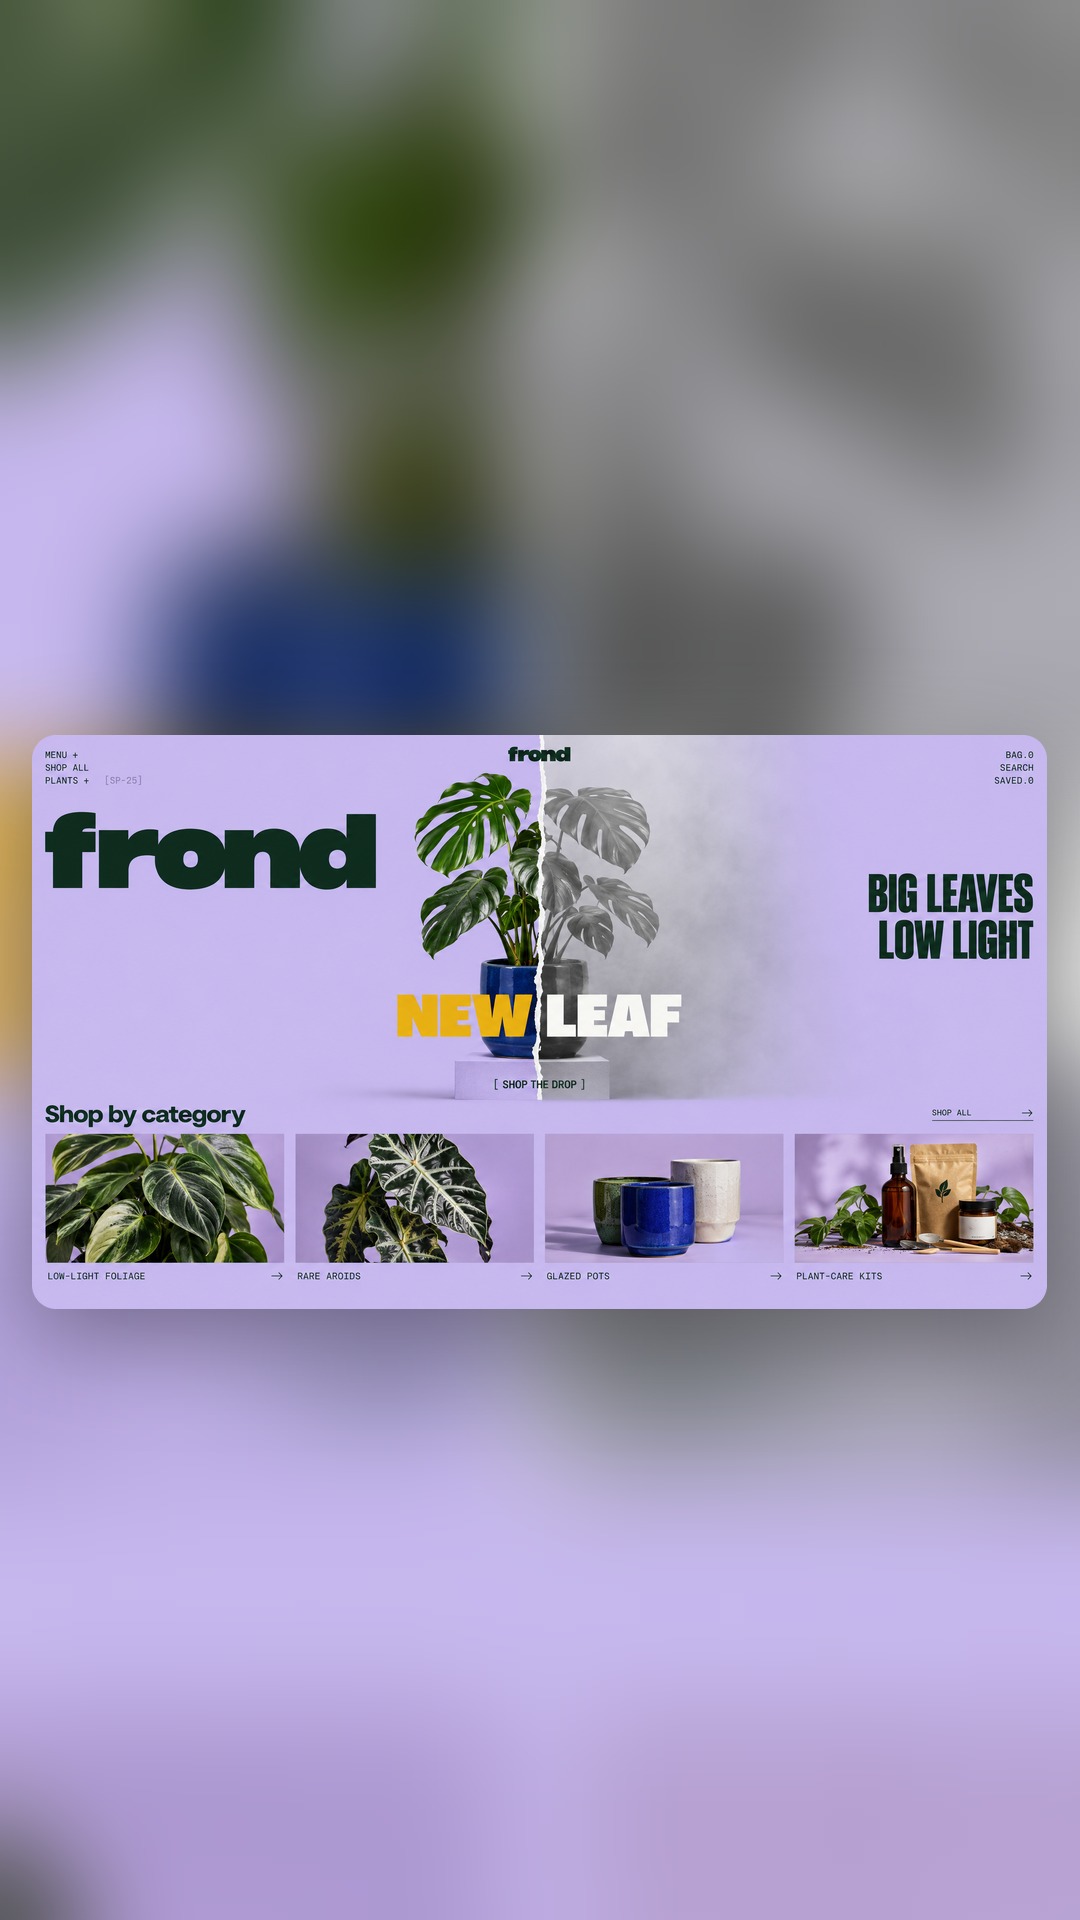 MENU +
SHOP ALL
PLANTS + [SP-25]
frond
BAG.0
SEARCH
SAVED.0
frond
BIG LEAVES
LOW LIGHT
NEW LEAF
[ SHOP THE DROP ]
Shop by category
SHOP ALL →
LOW-LIGHT FOLIAGE →
RARE AROIDS →
GLAZED POTS →
PLANT-CARE KITS →